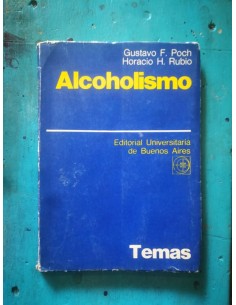 Gustavo F. Poch
Horacio H. Rubio
Alcoholismo
Editorial Universitaria
de Buenos Aires
Temas